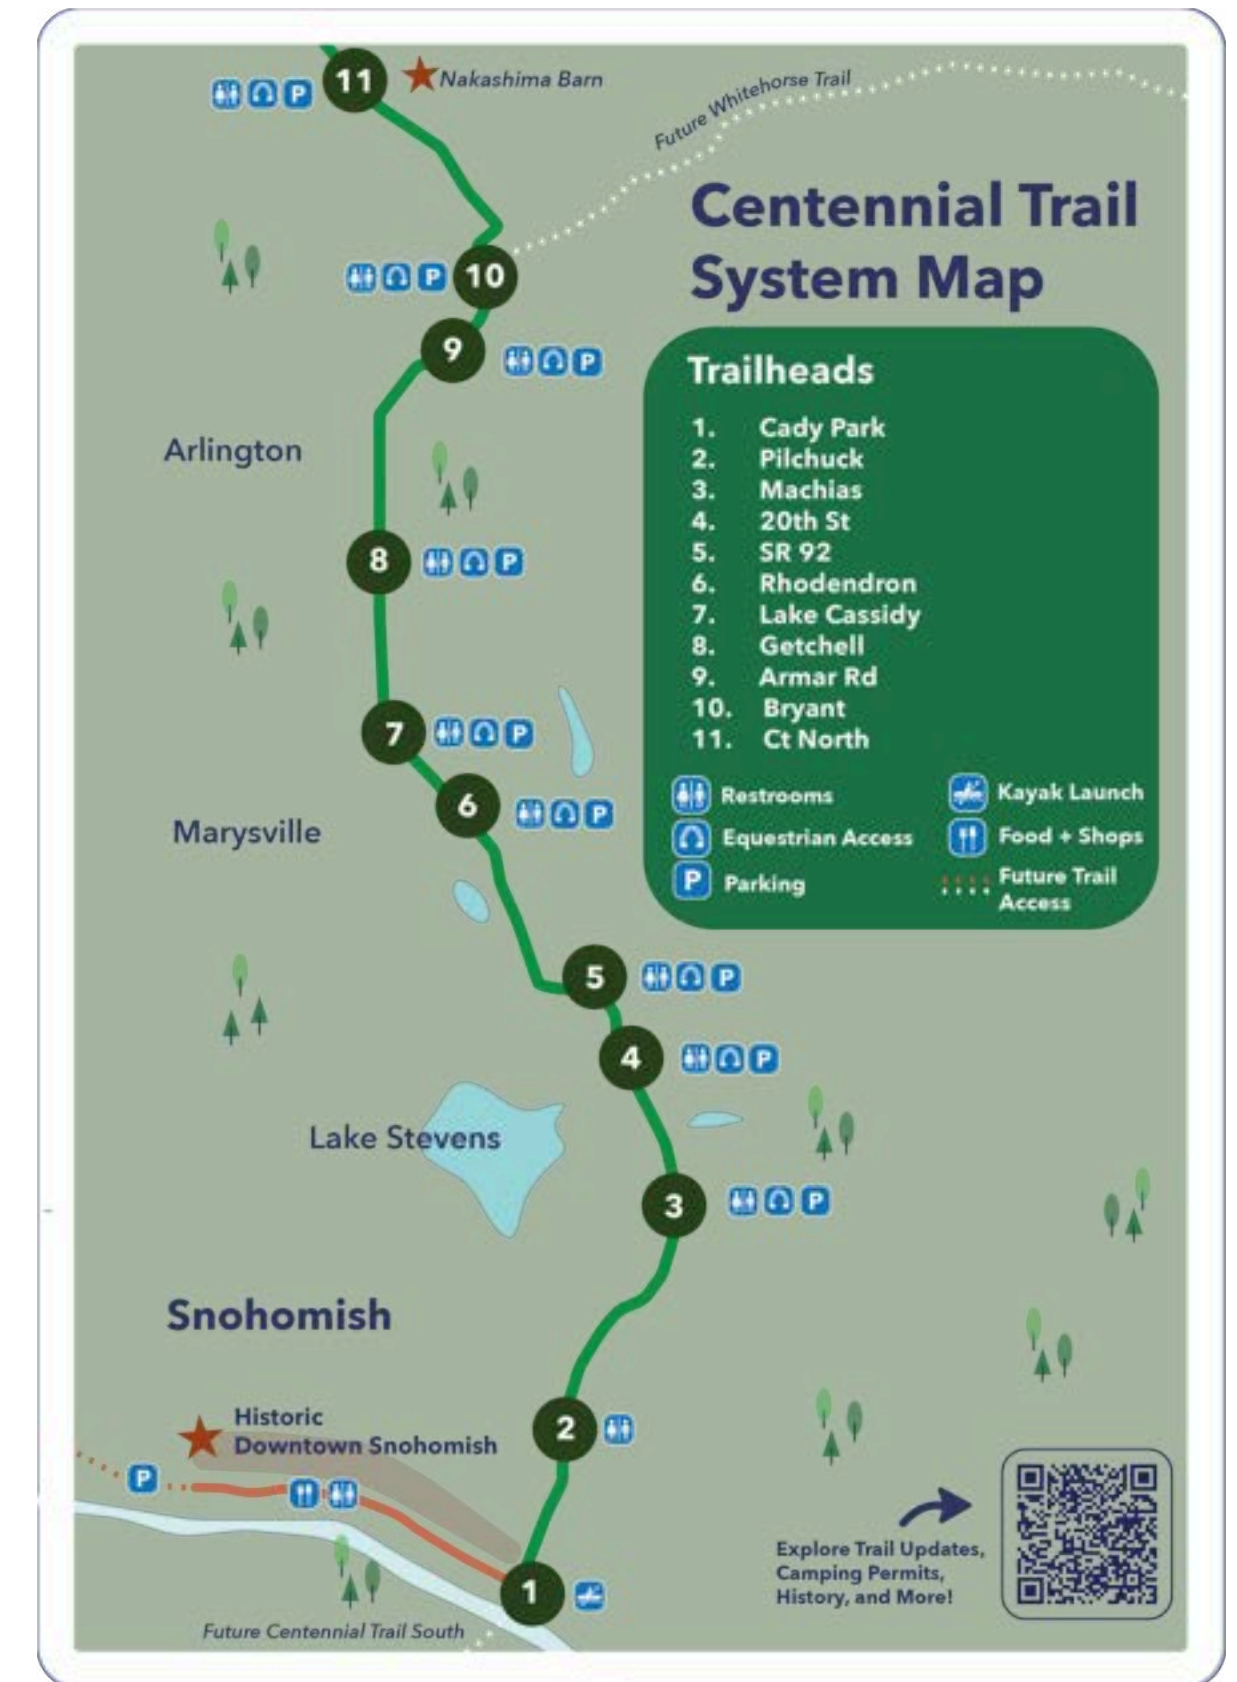 11
Nakashima Barn
Future Whitehorse Trail
P
Centennial Trail
System Map
P
10
9
P
Trailheads
1. Cady Park
2. Pilchuck
3. Machias
4. 20th St
5. SR 92
6. Rhodendron
7. Lake Cassidy
8. Getchell
9. Armar Rd
10. Bryant
11. Ct North
Restrooms
Kayak Launch
Equestrian Access
Food + Shops
P Parking
Future Trail
Access
Arlington
8
P
7
P
6
P
Marysville
5
P
4
P
Lake Stevens
3
P
Snohomish
Historic
Downtown Snohomish
2
P
1
Explore Trail Updates,
Camping Permits,
History, and More!
Future Centennial Trail South